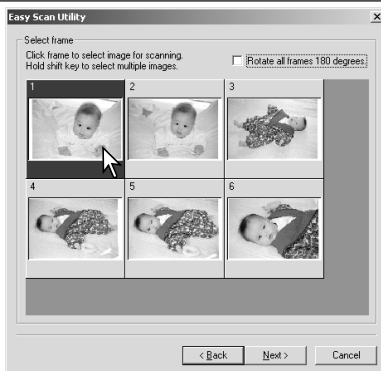 Easy Scan Utility
Select frame
Click frame to select image for scanning.
Hold shift key to select multiple images.
Rotate all frames 180 degrees.
1 2 3
4 5 6
< Back Next > Cancel